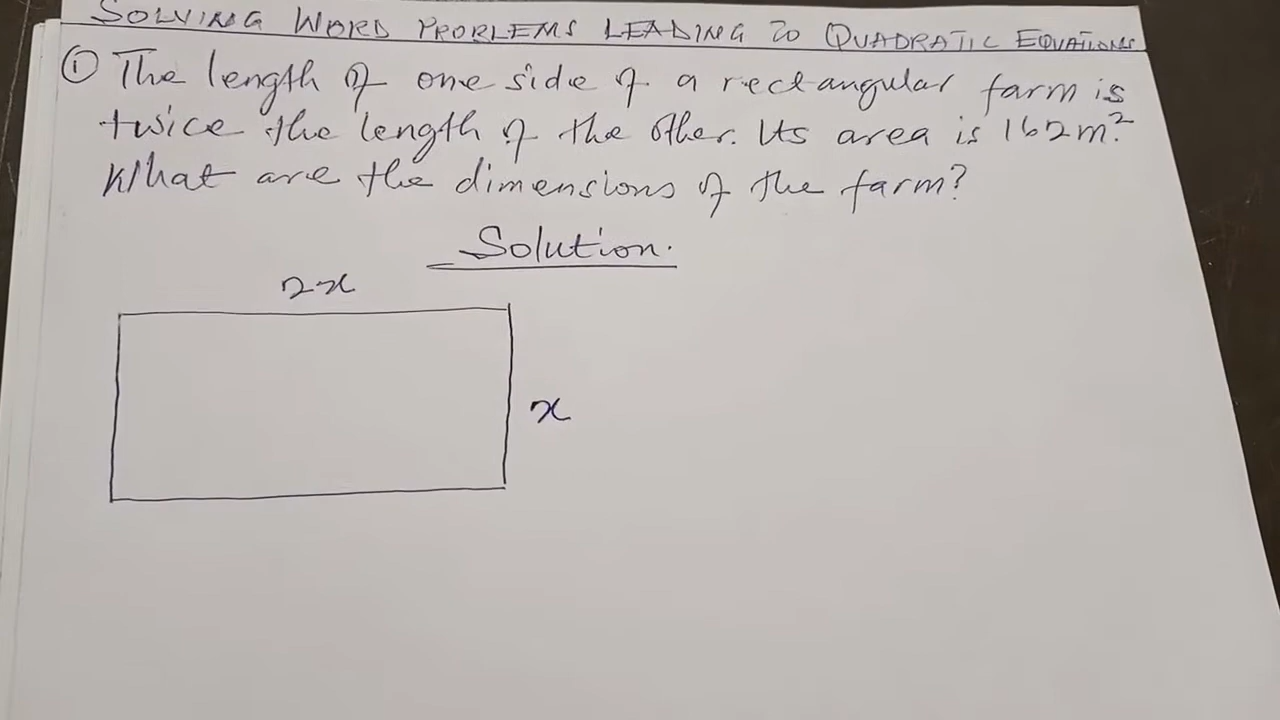 SOLVING WORD PROBLEMS LEADING TO QUADRATIC EQUATIONS
① The length of one side of a rectangular farm is
twice the length of the other. Its area is 162m².
What are the dimensions of the farm?
Solution.
2x
x